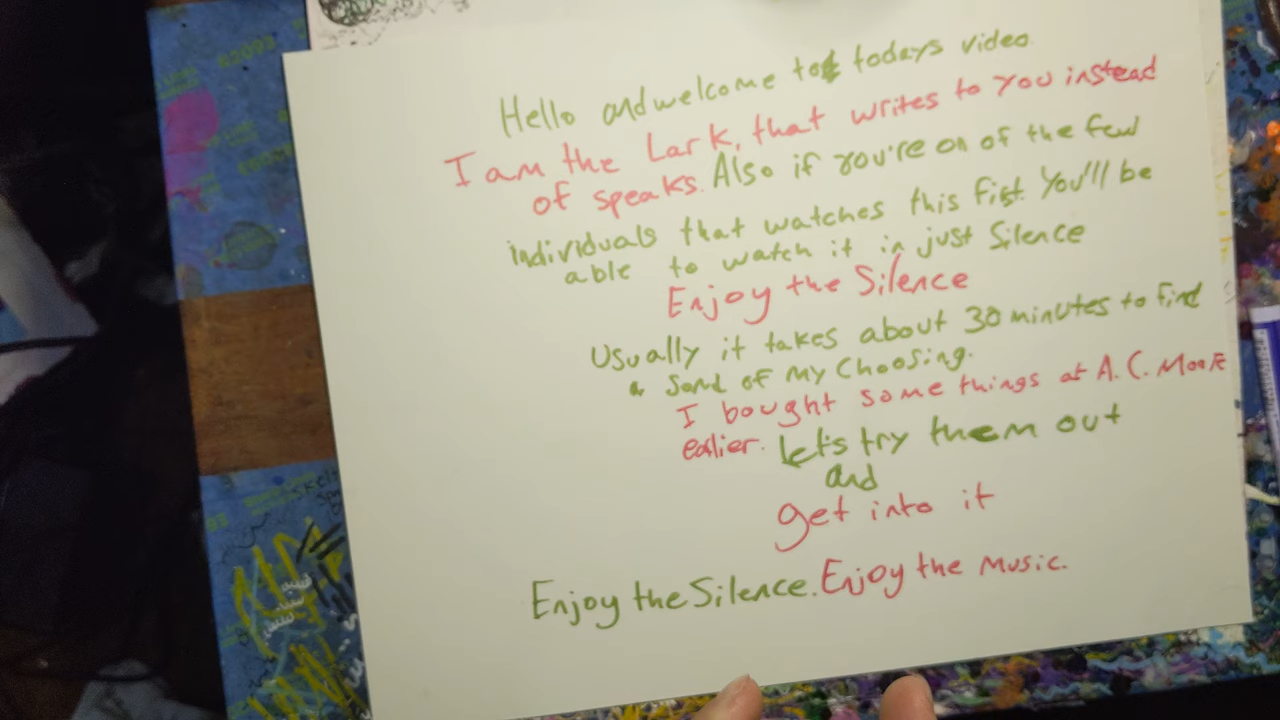 Hello and welcome to todays video.
I am the Lark, that writes to you instead
of speaks. Also if you're on of the few
individuals that watches this fist. You'll be
able to watch it in just Silence
Enjoy the Silence
Usually it takes about 30 minutes to find
a song of my choosing.
I bought some things at A.C. Moore
earlier. Let's try them out
and
get into it
Enjoy the Silence. Enjoy the Music.